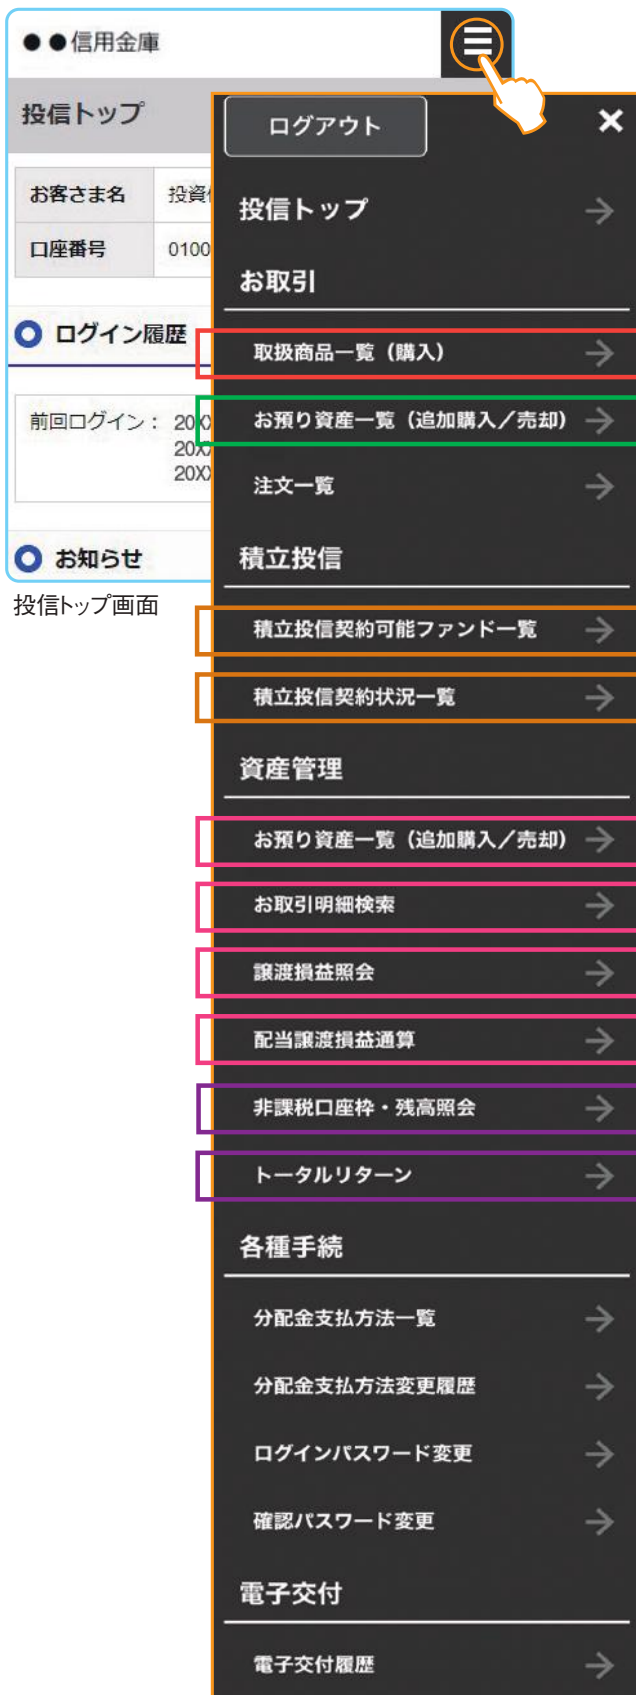 ●●信用金庫
投信トップ
お客さま名 投資
口座番号 0100
ログイン履歴
前回ログイン： 20XX
20XX
20XX
お知らせ
投信トップ画面
ログアウト
投信トップ
お取引
取扱商品一覧（購入）
お預り資産一覧（追加購入／売却）
注文一覧
積立投信
積立投信契約可能ファンド一覧
積立投信契約状況一覧
資産管理
お預り資産一覧（追加購入／売却）
お取引明細検索
譲渡損益照会
配当譲渡損益通算
非課税口座枠・残高照会
トータルリターン
各種手続
分配金支払方法一覧
分配金支払方法変更履歴
ログインパスワード変更
確認パスワード変更
電子交付
電子交付履歴